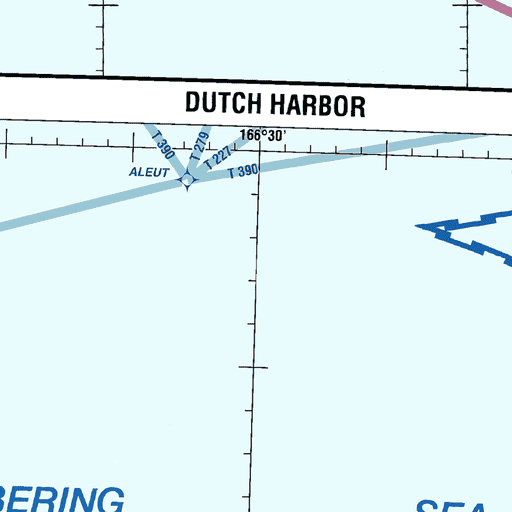 DUTCH HARBOR
166°30'
T 390
T 279
T 227
ALEUT
T 390
BERING
SEA